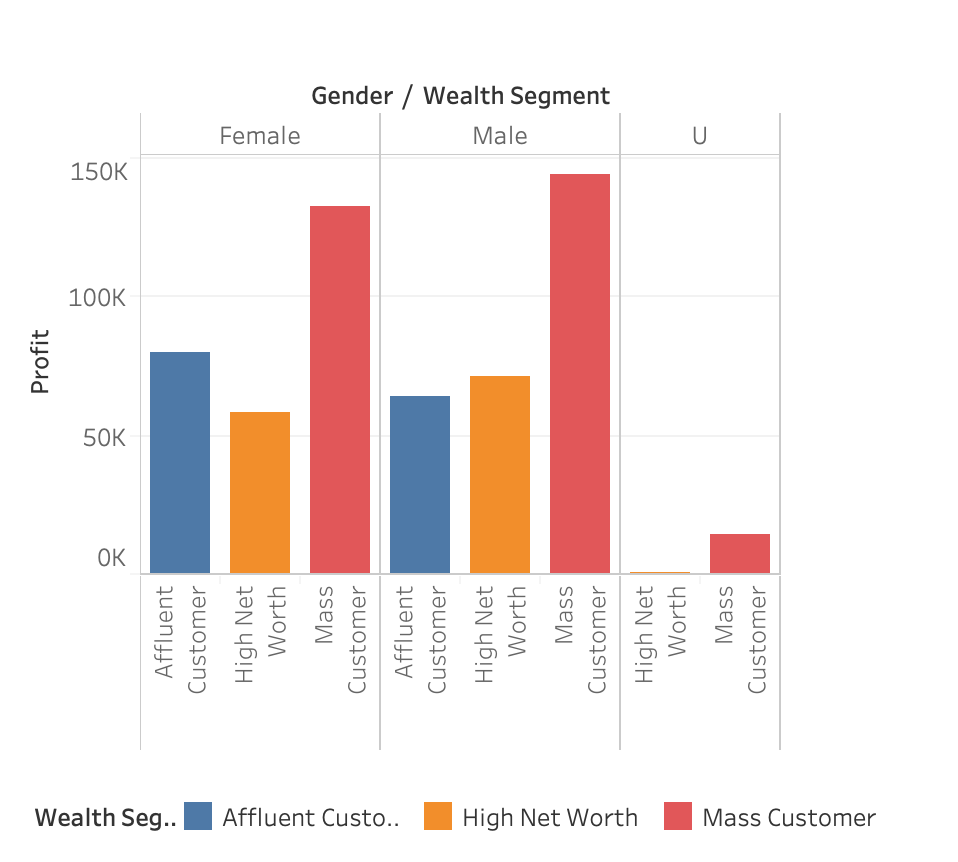 Gender / Wealth Segment
Female Male U
150K
100K
50K
0K
Profit
Affluent
Customer
High Net
Worth
Mass
Customer
Affluent
Customer
High Net
Worth
Mass
Customer
High Net
Worth
Mass
Customer
Wealth Seg.. Affluent Custo.. High Net Worth Mass Customer